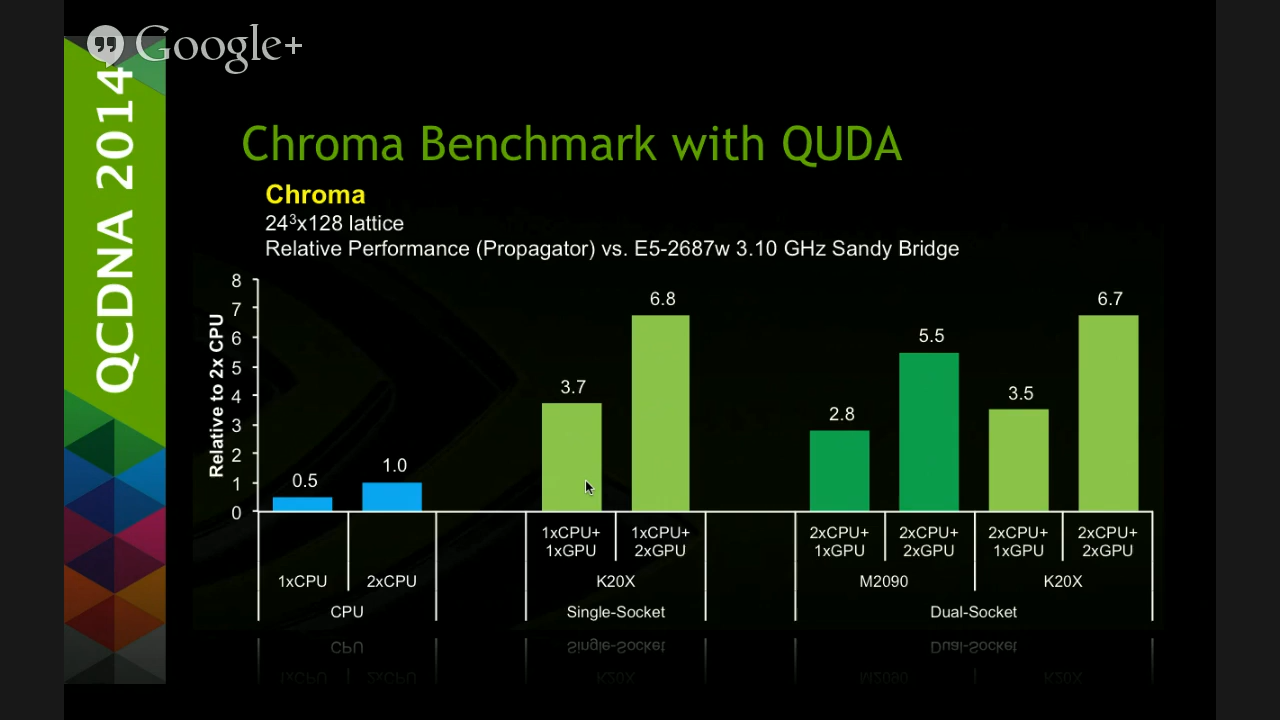 Google+
QCDNA 2014
Chroma Benchmark with QUDA
Chroma
24³x128 lattice
Relative Performance (Propagator) vs. E5-2687w 3.10 GHz Sandy Bridge
Relative to 2x CPU
8
7
6
5
4
3
2
1
0
0.5
1.0
3.7
6.8
2.8
5.5
3.5
6.7
1xCPU
2xCPU
1xCPU+
1xGPU
1xCPU+
2xGPU
2xCPU+
1xGPU
2xCPU+
2xGPU
2xCPU+
1xGPU
2xCPU+
2xGPU
K20X
M2090
K20X
CPU
Single-Socket
Dual-Socket